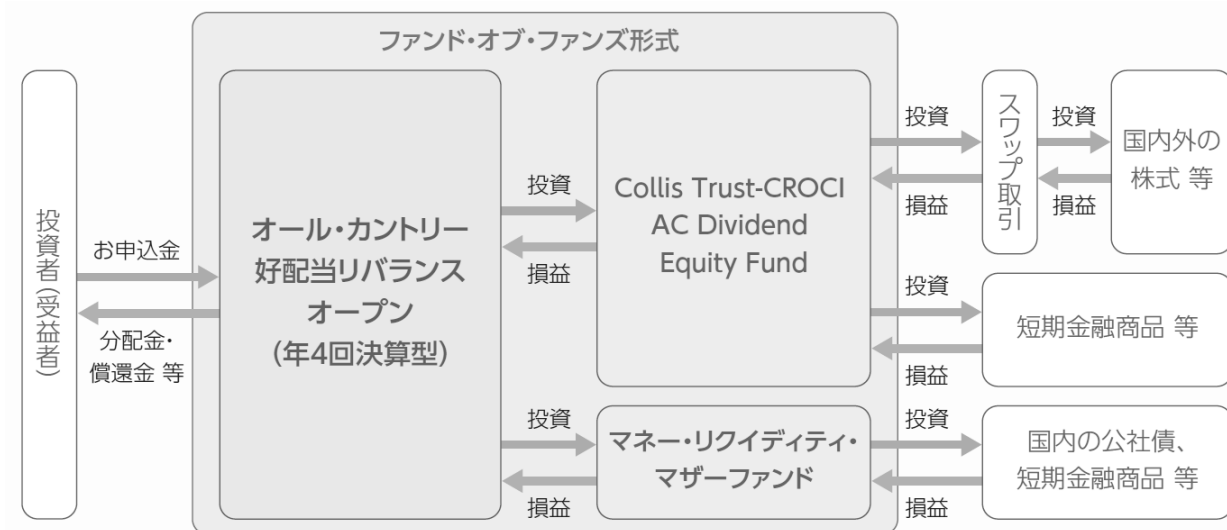 ファンド・オブ・ファンズ形式
投資者(受益者)
お申込金
分配金・
償還金 等
オール・カントリー
好配当リバランス
オープン
(年4回決算型)
投資
損益
Collis Trust-CROCI
AC Dividend
Equity Fund
投資
損益
スワップ取引
投資
損益
国内外の
株式 等
投資
損益
短期金融商品 等
投資
損益
マネー・リクイディティ・
マザーファンド
投資
損益
国内の公社債、
短期金融商品 等